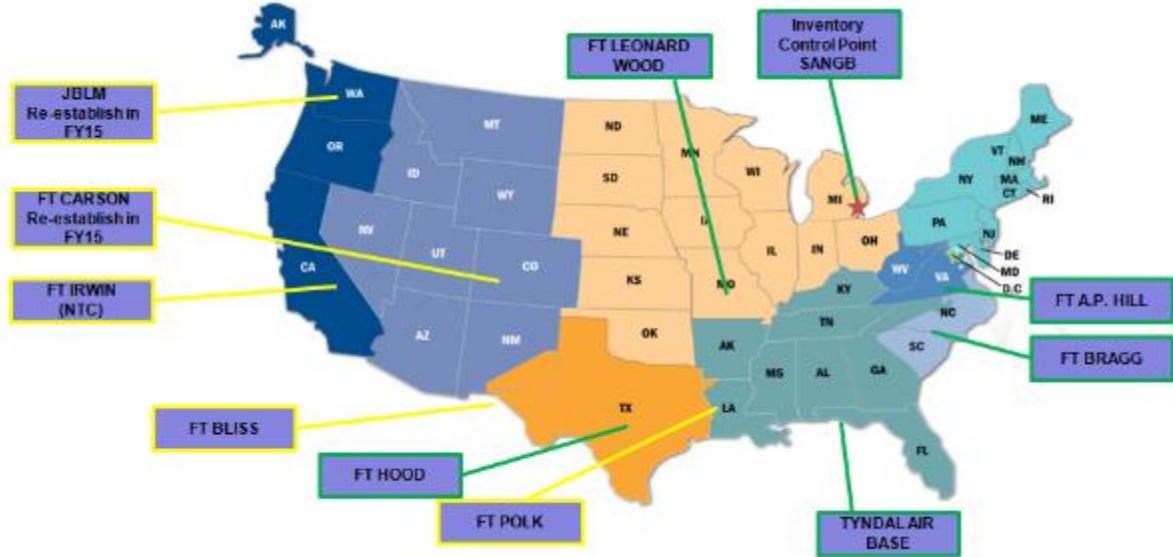 AK
JBLM
Re-establish in
FY15
FT CARSON
Re-establish in
FY15
FT IRWIN
(NTC)
FT BLISS
FT HOOD
FT POLK
FT LEONARD
WOOD
Inventory
Control Point
SANGB
FT A.P. HILL
FT BRAGG
TYNDAL AIR
BASE
WA
OR
CA
MT
ID
WY
NV
UT
CO
AZ
NM
ND
SD
NE
KS
OK
TX
MN
WI
IA
IL
MO
MI
IN
OH
KY
TN
AK
LA
MS
AL
GA
FL
SC
NC
VA
WV
PA
NY
VT
NH
ME
MA
CT
RI
NJ
DE
MD
D.C